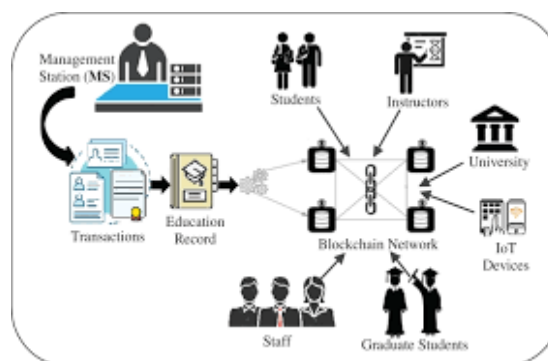 Management
Station (MS)
Students
Instructors
University
Transactions
Education
Record
Blockchain Network
IoT
Devices
Staff
Graduate Students